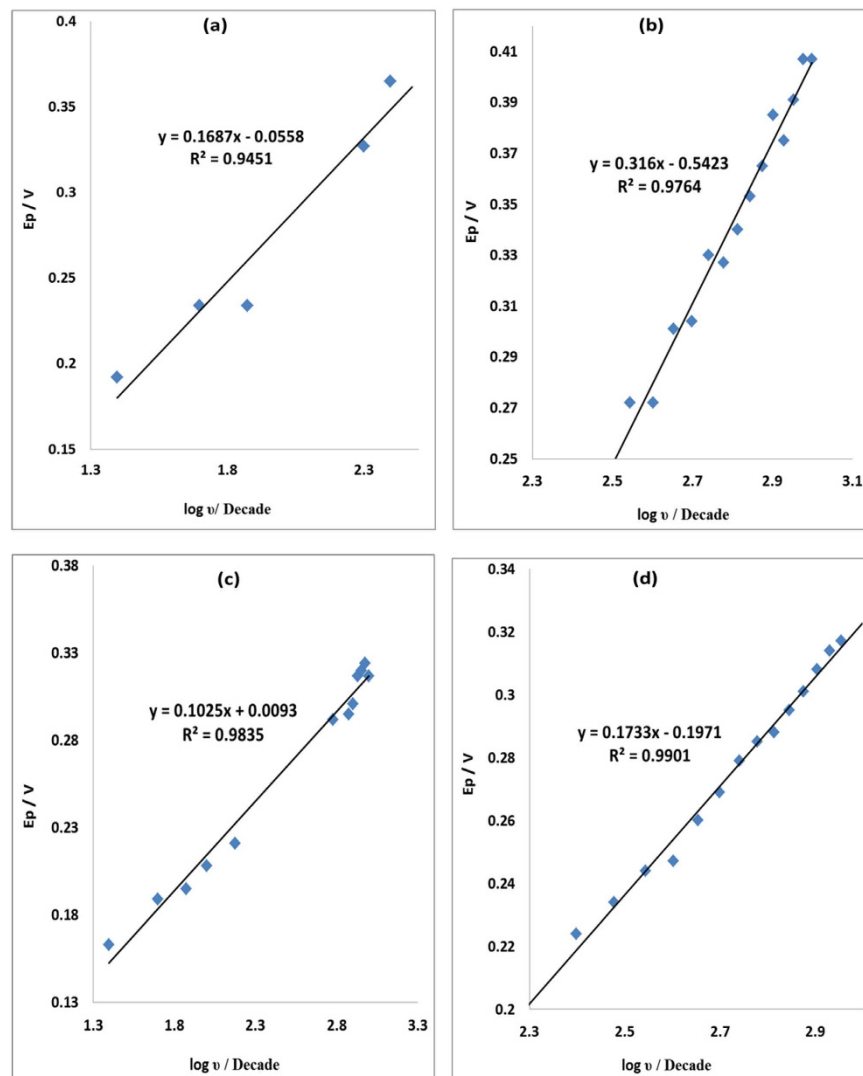 (a)
0.4
0.35
0.3
0.25
0.2
0.15
Ep / V
y = 0.1687x - 0.0558
R² = 0.9451
1.3 1.8 2.3
log υ/ Decade
(b)
0.41
0.39
0.37
0.35
0.33
0.31
0.29
0.27
0.25
Ep / V
y = 0.316x - 0.5423
R² = 0.9764
2.3 2.5 2.7 2.9 3.1
log υ / Decade
(c)
0.38
0.33
0.28
0.23
0.18
0.13
Ep / V
y = 0.1025x + 0.0093
R² = 0.9835
1.3 1.8 2.3 2.8 3.3
log υ / Decade
(d)
0.34
0.32
0.3
0.28
0.26
0.24
0.22
0.2
Ep / V
y = 0.1733x - 0.1971
R² = 0.9901
2.3 2.5 2.7 2.9
log υ / Decade